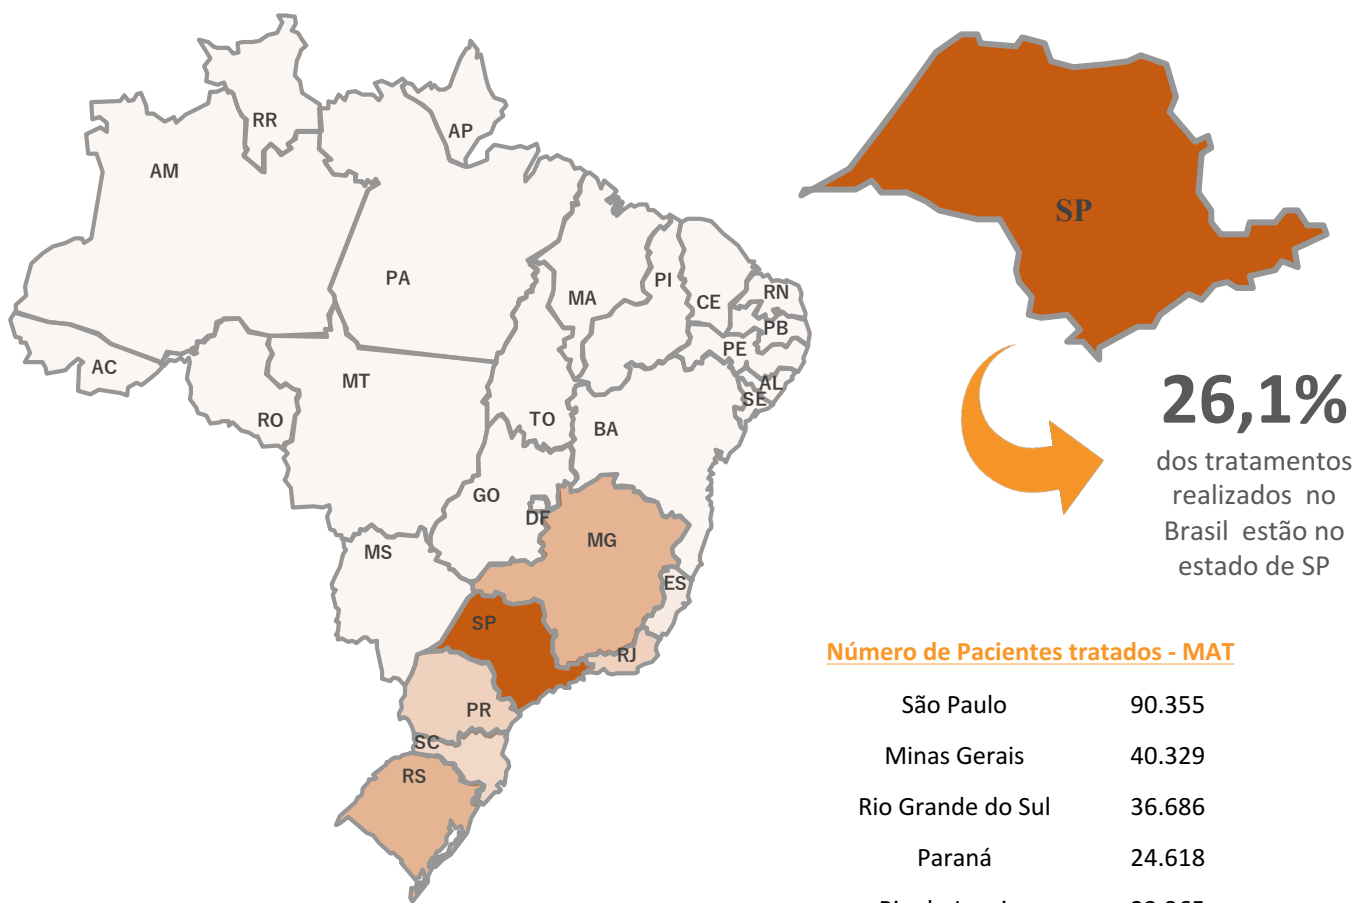 RR
AP
AM
PA
MA
PI
CE
RN
PB
PE
AL
SE
AC
RO
MT
TO
BA
GO
DF
MG
MS
ES
SP
RJ
PR
SC
RS
SP
26,1%
dos tratamentos
realizados no
Brasil estão no
estado de SP
Número de Pacientes tratados - MAT
São Paulo 90.355
Minas Gerais 40.329
Rio Grande do Sul 36.686
Paraná 24.618